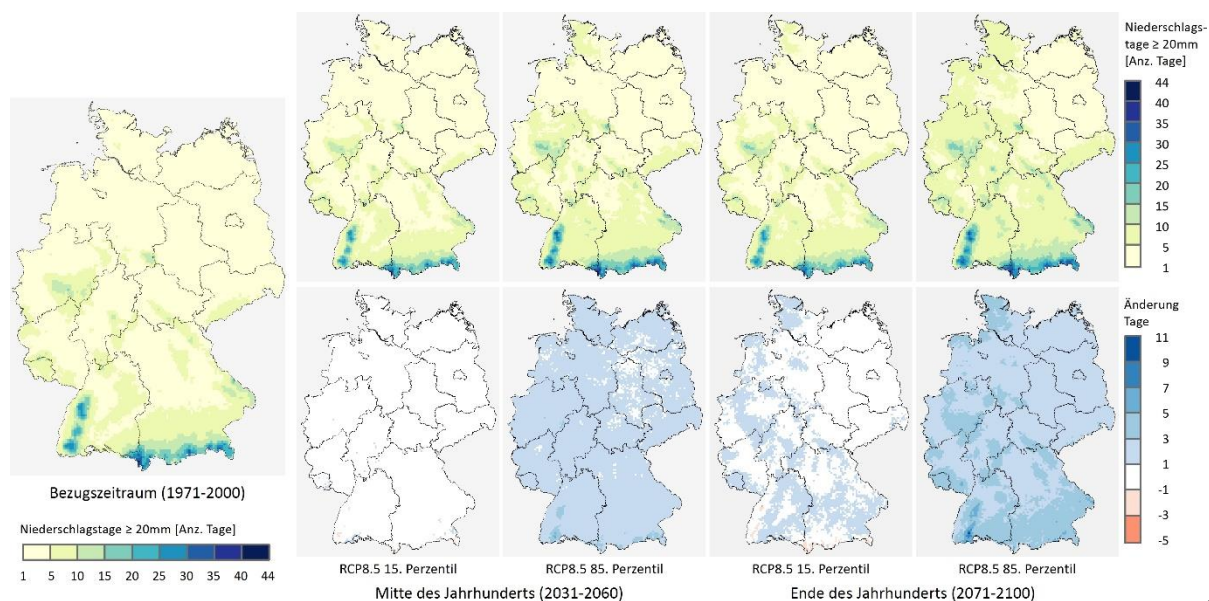 Niederschlags-
tage ≥ 20mm
[Anz. Tage]
44
40
35
30
25
20
15
10
5
1
Bezugszeitraum (1971-2000)
Niederschlagstage ≥ 20mm [Anz. Tage]
1 5 10 15 20 25 30 35 40 44
Änderung
Tage
11
9
7
5
3
1
-1
-3
-5
RCP8.5 15. Perzentil RCP8.5 85. Perzentil RCP8.5 15. Perzentil RCP8.5 85. Perzentil
Mitte des Jahrhunderts (2031-2060) Ende des Jahrhunderts (2071-2100)